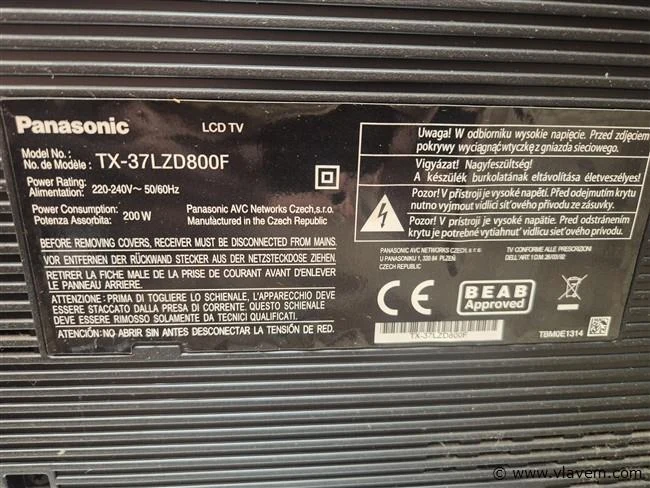 Panasonic
LCD TV
Model No. :
No. de Modèle :
TX-37LZD800F
Power Rating:
Alimentation:
220-240V~ 50/60Hz
Power Consumption:
Potenza Assorbita:
200 W
Panasonic AVC Networks Czech,s.r.o.
Manufactured in the Czech Republic
BEFORE REMOVING COVERS, RECEIVER MUST BE DISCONNECTED FROM MAINS.
VOR ENTFERNEN DER RÜCKWAND STECKER AUS DER NETZSTECKDOSE ZIEHEN.
RETIRER LA FICHE MALE DE LA PRISE DE COURANT AVANT D'ENLEVER
LE PANNEAU ARRIERE.
ATTENZIONE : PRIMA DI TOGLIERE LO SCHIENALE, L'APPARECCHIO DEVE
ESSERE STACCATO DALLA PRESA DI CORRENTE, QUESTO SCHIENALE
DEVE ESSERE RIMOSSO SOLAMENTE DA TECNICI QUALIFICATI.
ATENCIÓN: NO ABRIR SIN ANTES DESCONECTAR LA TENSIÓN DE RED.
Uwaga! W odborniku wysokie napięcie. Przed zdjęciem
pokrywy wyciągnąć wtyczkę z gniazda sieciowego.
Vigyázat! Nagyfeszültség!
A készülék burkolatának eltávolítása életveszélyes!
Pozor! V přístroji je vysoké napětí. Před odejmutím krytu
nutno vyjmout vidlici síťového přívodu ze zásuvky.
Pozor! V prístroji je vysoké napätie. Pred odstránením
krytu je potrebné vytiahnuť vidlicu sieťového prívodu.
PANASONIC AVC NETWORKS CZECH, s. r. o.
U PANASONIKU 1, 320 84 PLZEŇ
CZECH REPUBLIC
TV CONFORME ALLE PRESCRIZIONI
DELL'ART. 1 D.M. 26/03/92
CE
BEAB
Approved
TX-37LZD800F
TBM0E1314
© www.vlavem.com